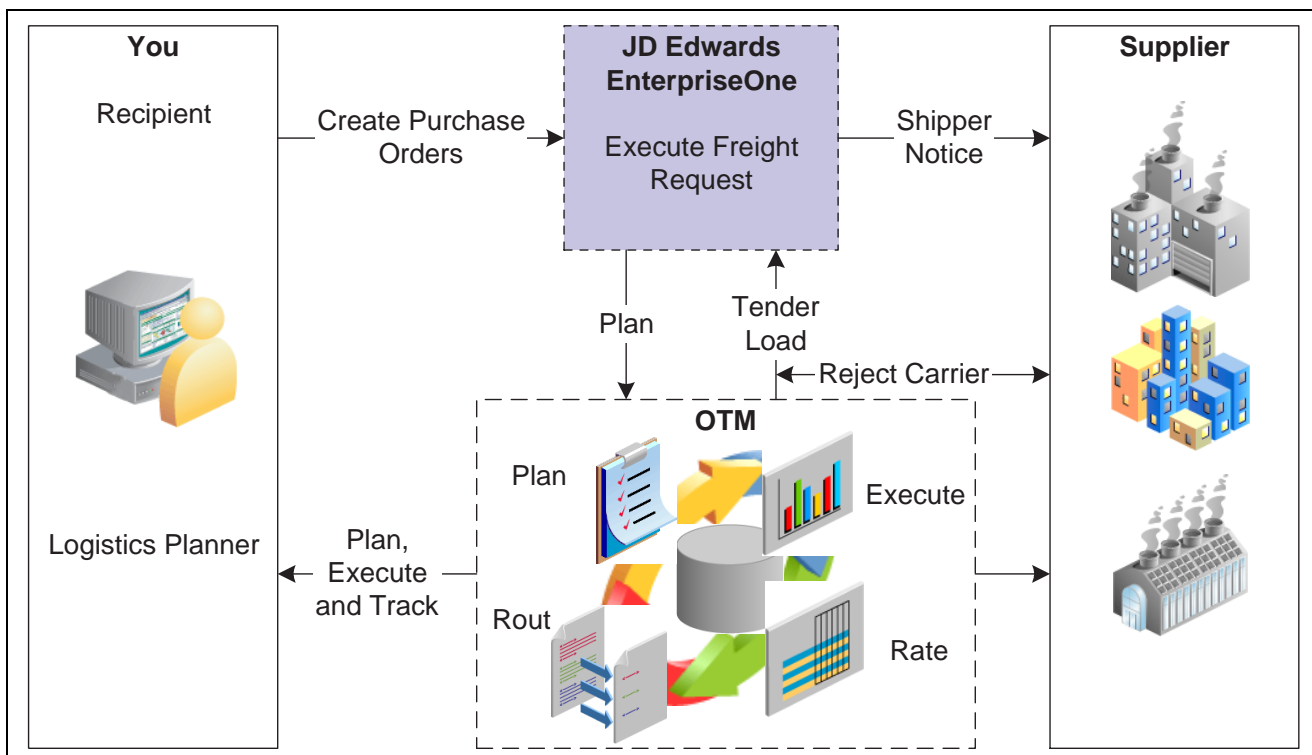 You
Recipient
Logistics Planner
Create Purchase
Orders
JD Edwards
EnterpriseOne
Execute Freight
Request
Shipper
Notice
Supplier
Plan
Tender
Load
Reject Carrier
OTM
Plan
Execute
Rout
Rate
Plan,
Execute
and Track